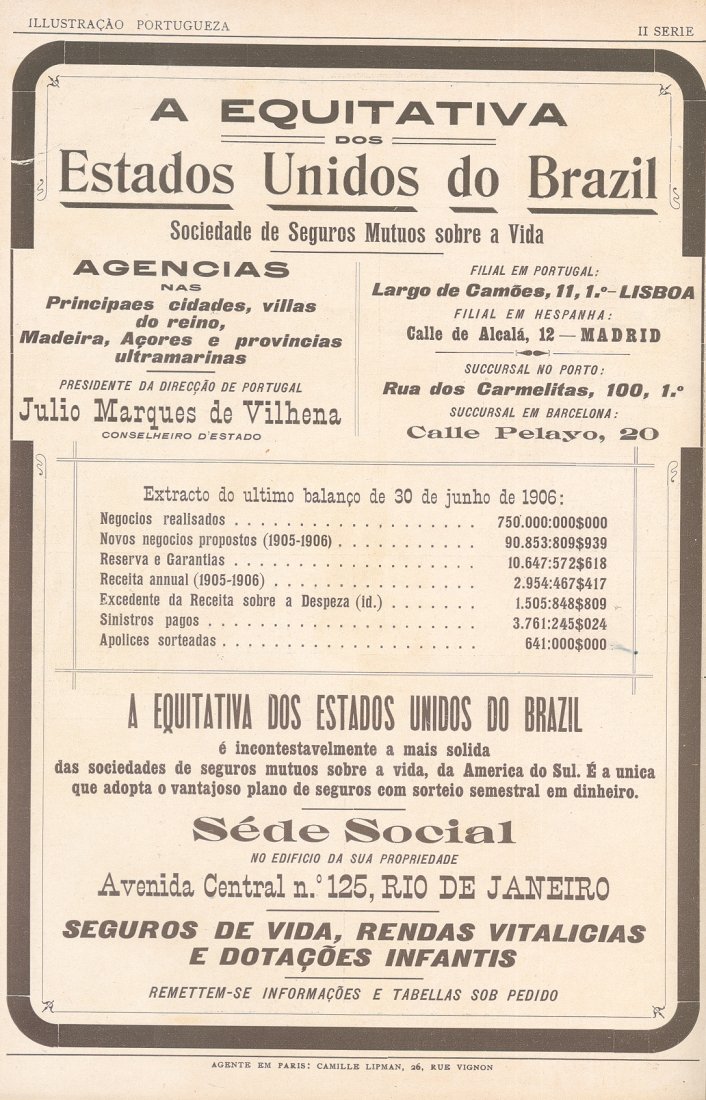 ILLUSTRAÇÃO PORTUGUEZA
II SERIE
A EQUITATIVA
DOS
Estados Unidos do Brazil
Sociedade de Seguros Mutuos sobre a Vida
AGENCIAS
NAS
Principaes cidades, villas
do reino,
Madeira, Açores e provincias
ultramarinas
PRESIDENTE DA DIRECÇÃO DE PORTUGAL
Julio Marques de Vilhena
CONSELHEIRO D'ESTADO
FILIAL EM PORTUGAL:
Largo de Camões, 11, 1.º—LISBOA
FILIAL EM HESPANHA:
Calle de Alcalá, 12 — MADRID
SUCCURSAL NO PORTO:
Rua dos Carmelitas, 100, 1.º
SUCCURSAL EM BARCELONA:
Calle Pelayo, 20
Extracto do ultimo balanço de 30 de junho de 1906:
Negocios realisados . . . . . . . . . . . . . . . . . . . . 750.000:000$000
Novos negocios propostos (1905-1906) . . . . . . . . . . . 90.853:809$939
Reserva e Garantias . . . . . . . . . . . . . . . . . . . . 10.647:572$618
Receita annual (1905-1906) . . . . . . . . . . . . . . . . . 2.954:467$417
Excedente da Receita sobre a Despeza (id.) . . . . . . . 1.505:848$809
Sinistros pagos . . . . . . . . . . . . . . . . . . . . . . 3.761:245$024
Apolices sorteadas . . . . . . . . . . . . . . . . . . . . . 641:000$000
A EQUITATIVA DOS ESTADOS UNIDOS DO BRAZIL
é incontestavelmente a mais solida
das sociedades de seguros mutuos sobre a vida, da America do Sul. É a unica
que adopta o vantajoso plano de seguros com sorteio semestral em dinheiro.
Séde Social
NO EDIFICIO DA SUA PROPRIEDADE
Avenida Central n.º 125, RIO DE JANEIRO
SEGUROS DE VIDA, RENDAS VITALICIAS
E DOTAÇÕES INFANTIS
REMETTEM-SE INFORMAÇÕES E TABELLAS SOB PEDIDO
AGENTE EM PARIS: CAMILLE LIPMAN, 26, RUE VIGNON